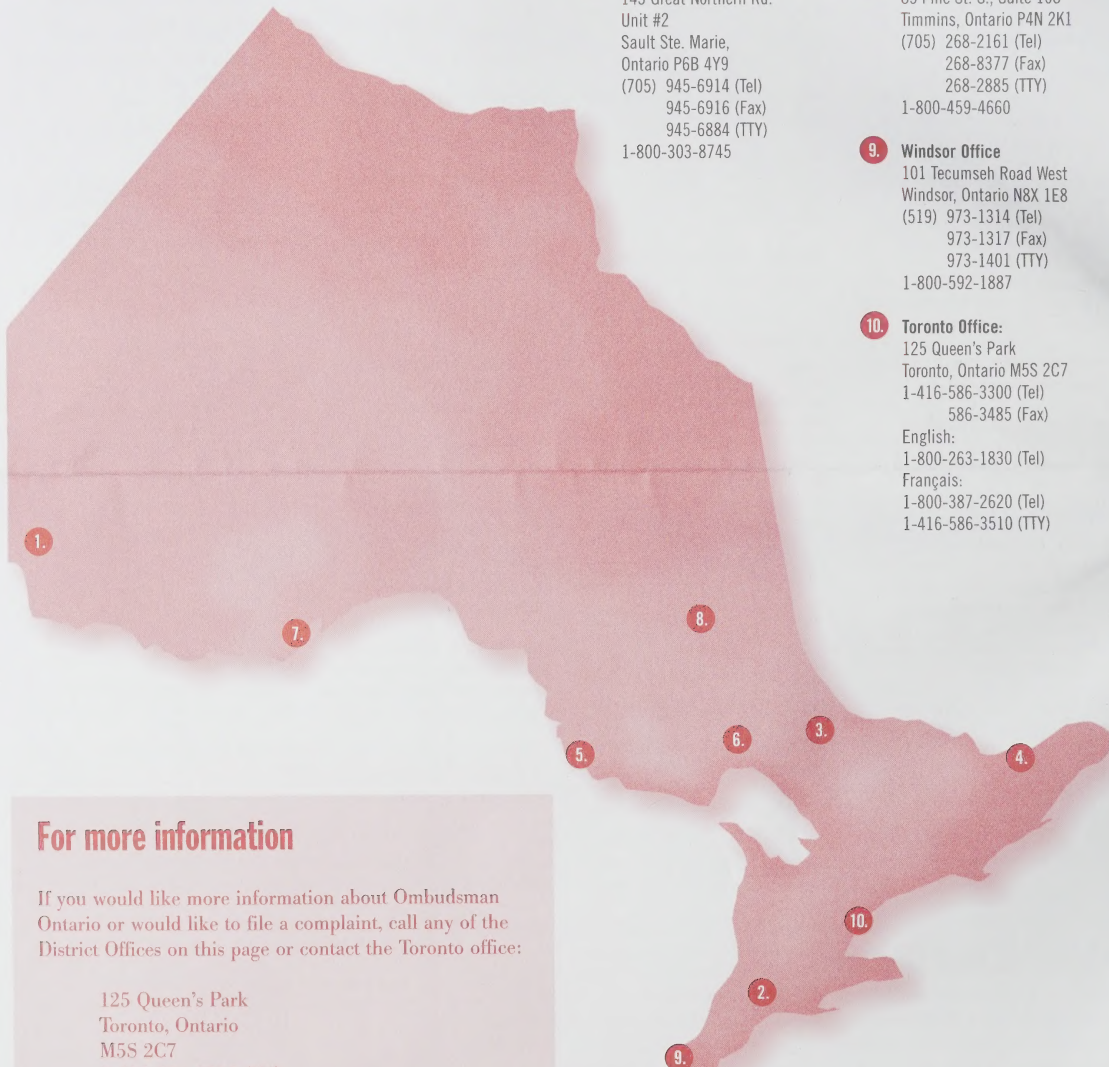 149 Great Northern Rd.
Unit #2
Sault Ste. Marie,
Ontario P6B 4Y9
(705) 945-6914 (Tel)
945-6916 (Fax)
945-6884 (TTY)
1-800-303-8745
Timmins, Ontario P4N 2K1
(705) 268-2161 (Tel)
268-8377 (Fax)
268-2885 (TTY)
1-800-459-4660
9. Windsor Office
101 Tecumseh Road West
Windsor, Ontario N8X 1E8
(519) 973-1314 (Tel)
973-1317 (Fax)
973-1401 (TTY)
1-800-592-1887
10. Toronto Office:
125 Queen's Park
Toronto, Ontario M5S 2C7
1-416-586-3300 (Tel)
586-3485 (Fax)
English:
1-800-263-1830 (Tel)
Français:
1-800-387-2620 (Tel)
1-416-586-3510 (TTY)
1.
7.
8.
5.
6.
3.
4.
10.
2.
9.
For more information
If you would like more information about Ombudsman
Ontario or would like to file a complaint, call any of the
District Offices on this page or contact the Toronto office:
125 Queen's Park
Toronto, Ontario
M5S 2C7